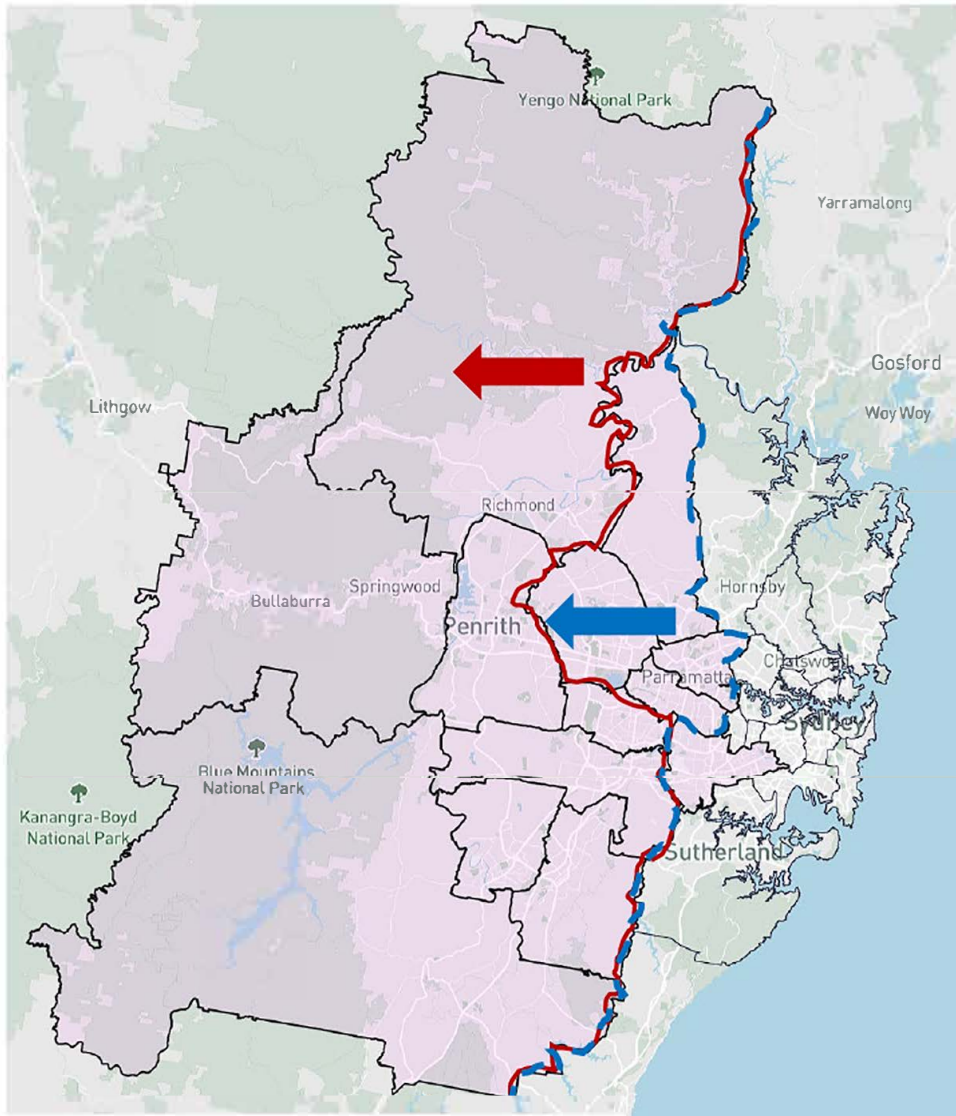 Yengo National Park
Yarramalong
Gosford
Lithgow
Woy Woy
Richmond
Springwood
Hornsby
Bullaburra
Penrith
Chatswood
Parramatta
Sydney
Blue Mountains
National Park
Kanangra-Boyd
National Park
Sutherland